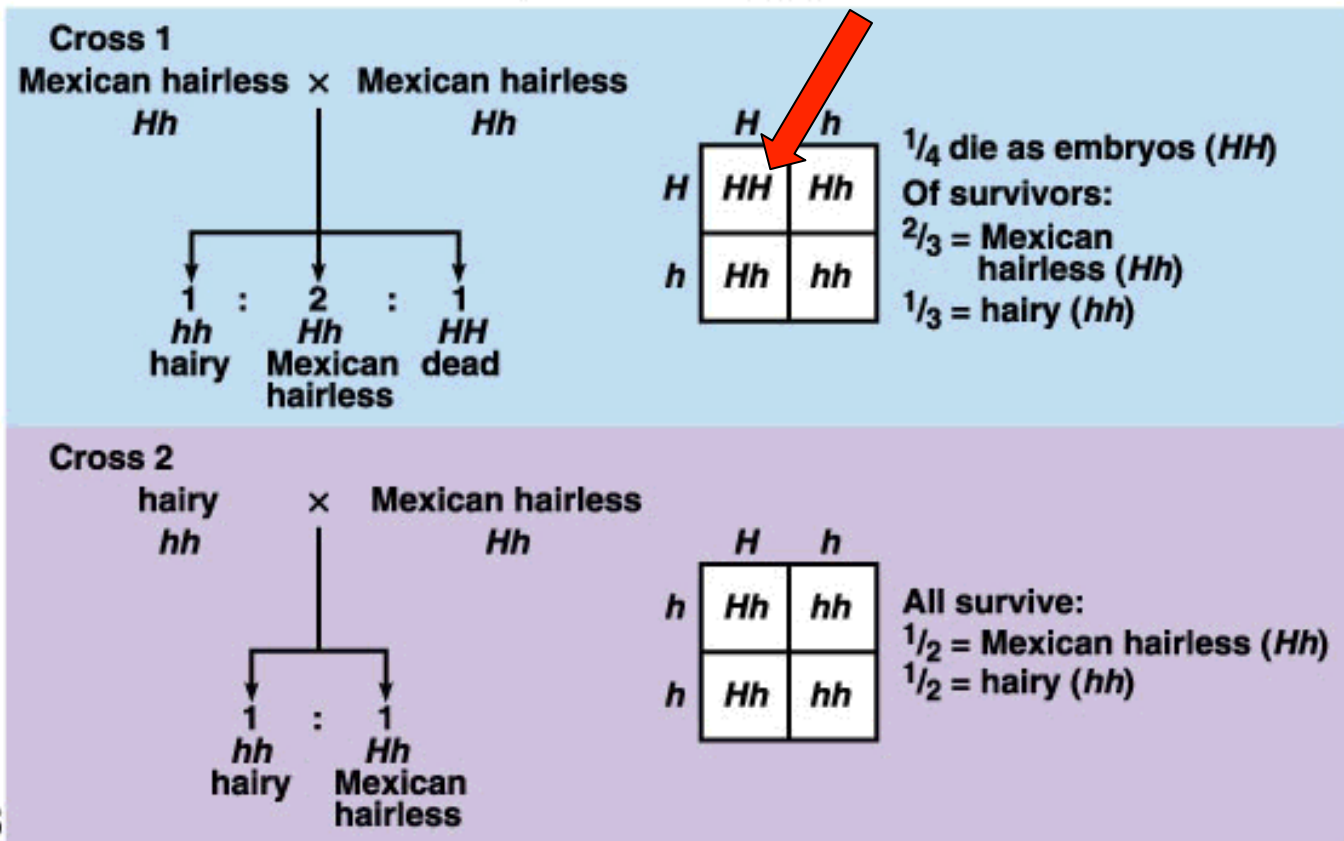 Cross 1
Mexican hairless × Mexican hairless
Hh Hh
1 : 2 : 1
hh Hh HH
hairy Mexican dead
hairless
H h
H HH Hh
h Hh hh
1/4 die as embryos (HH)
Of survivors:
2/3 = Mexican
hairless (Hh)
1/3 = hairy (hh)
Cross 2
hairy × Mexican hairless
hh Hh
1 : 1
hh Hh
hairy Mexican
hairless
H h
h Hh hh
h Hh hh
All survive:
1/2 = Mexican hairless (Hh)
1/2 = hairy (hh)